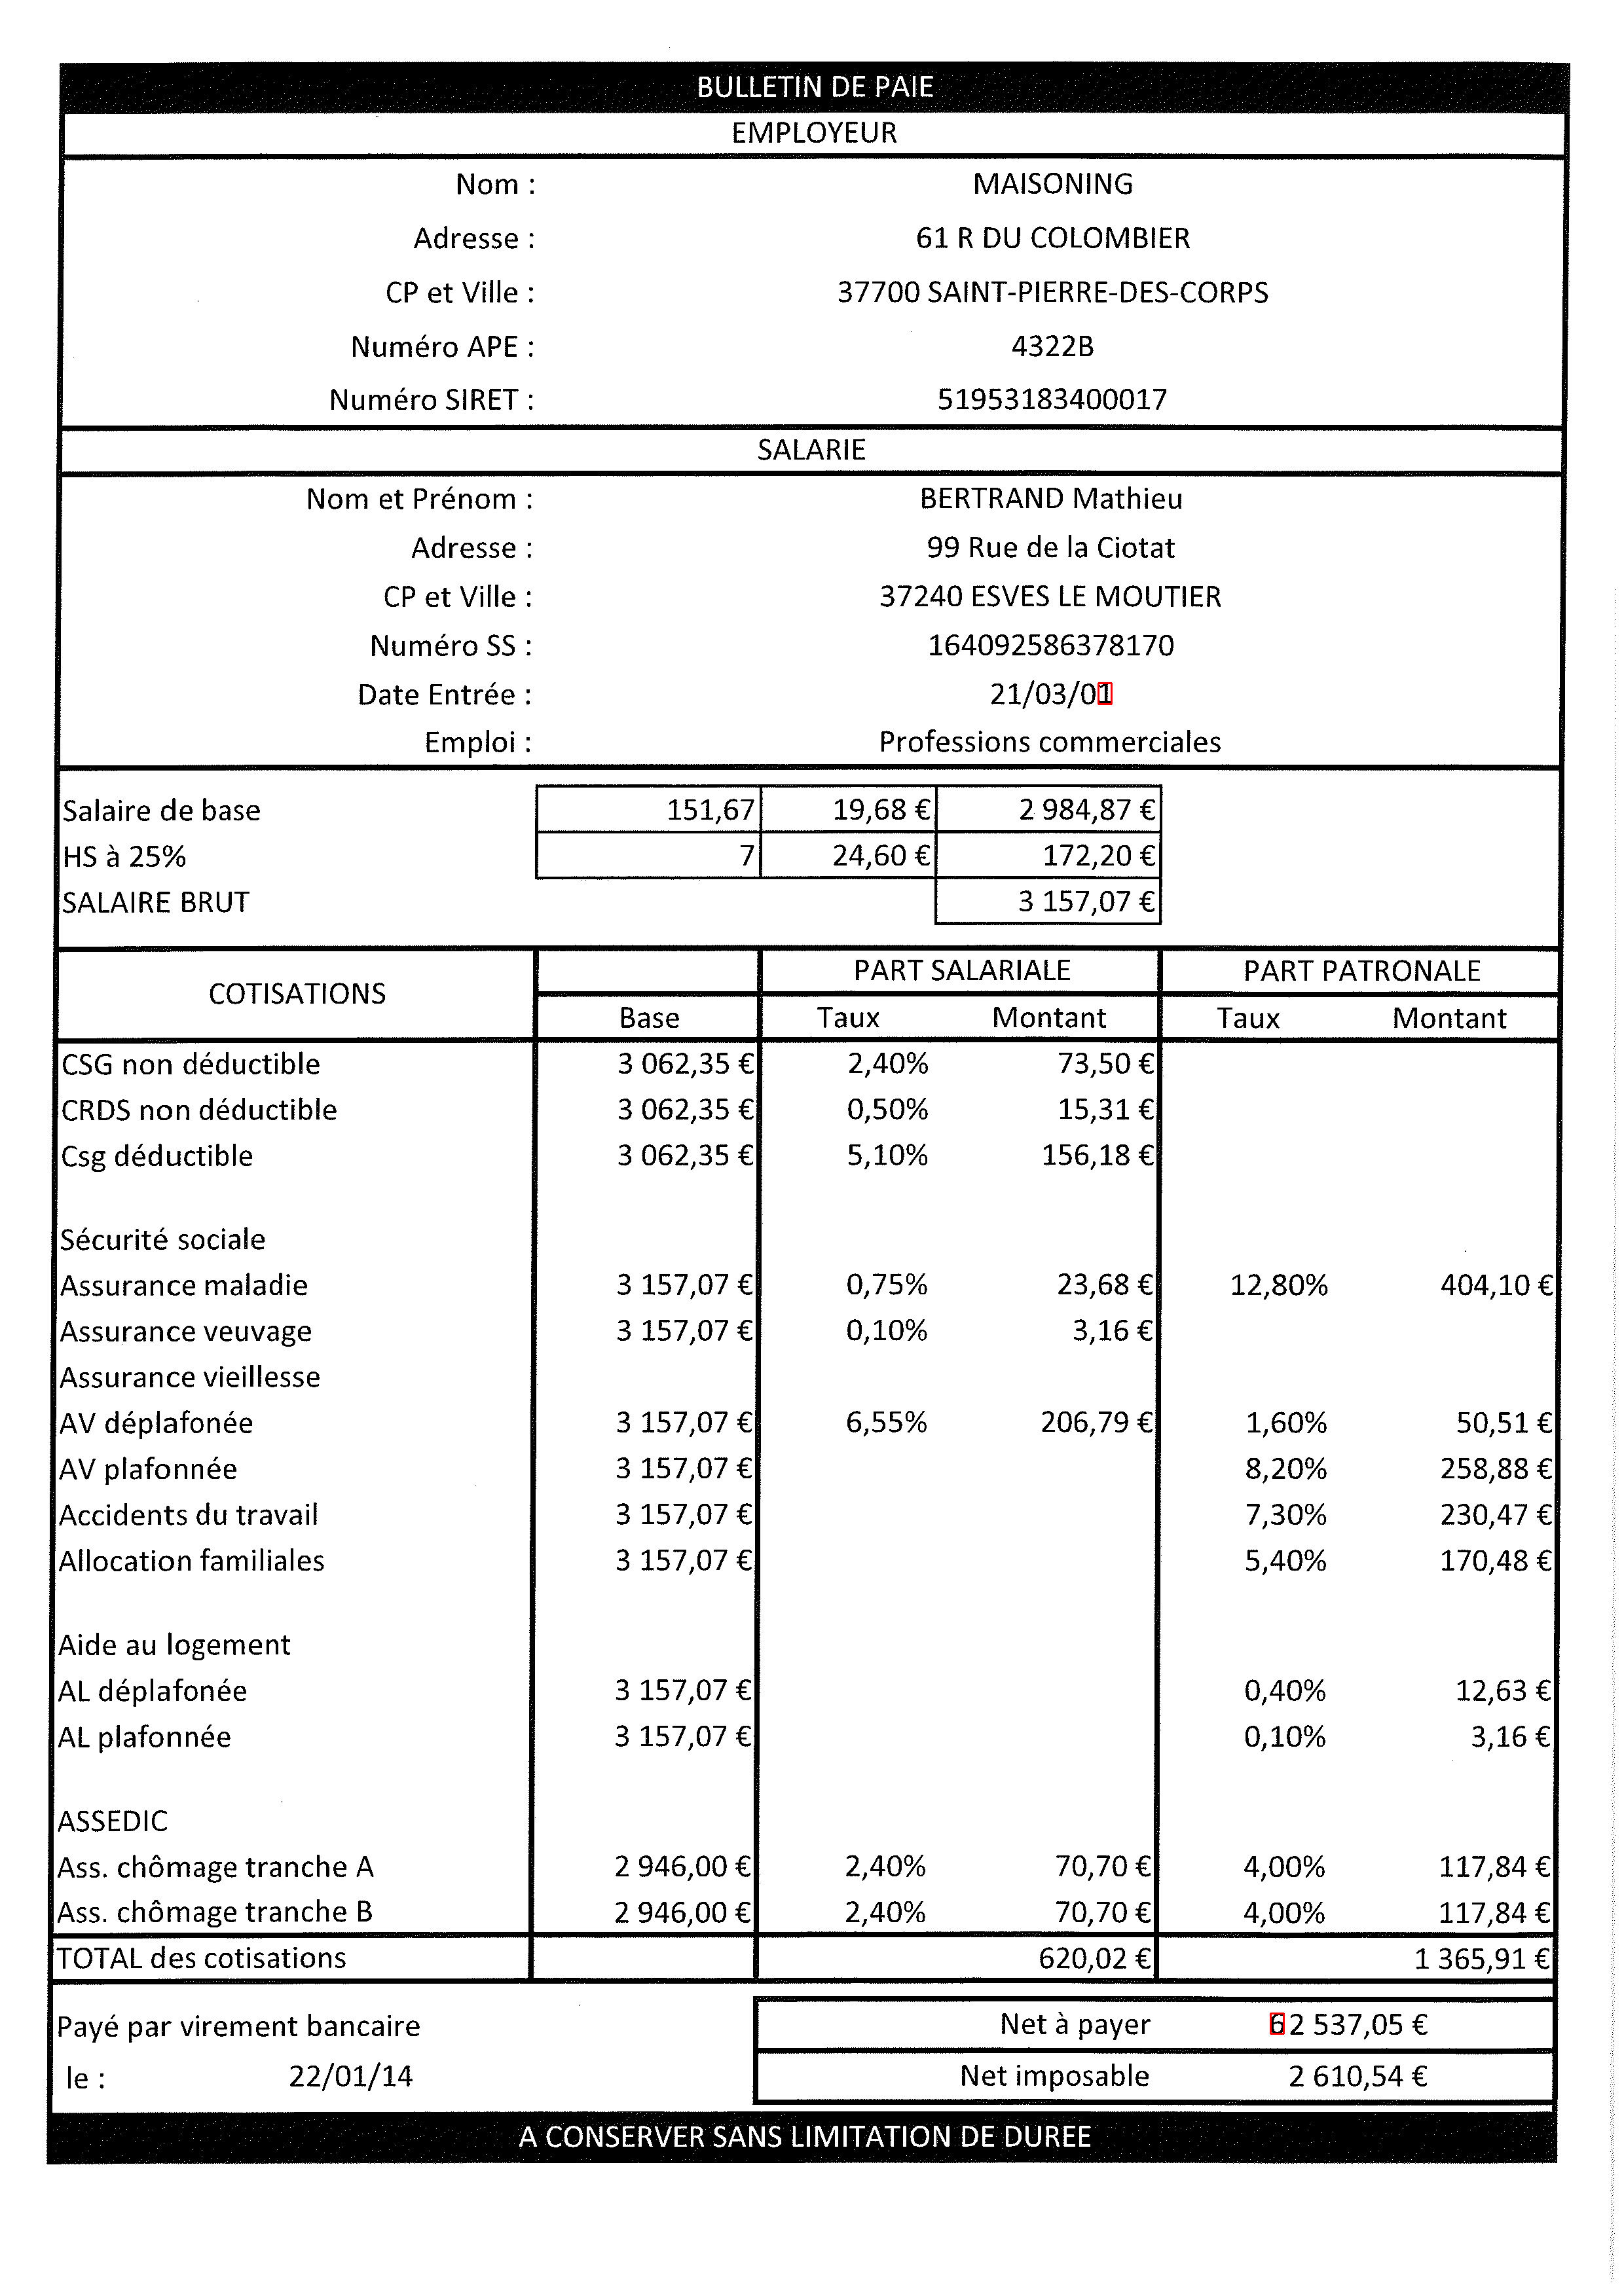 BULLETIN DE PAIE
EMPLOYEUR
Nom : MAISONING
Adresse : 61 R DU COLOMBIER
CP et Ville : 37700 SAINT-PIERRE-DES-CORPS
Numéro APE : 4322B
Numéro SIRET : 51953183400017
SALARIE
Nom et Prénom : BERTRAND Mathieu
Adresse : 99 Rue de la Ciotat
CP et Ville : 37240 ESVES LE MOUTIER
Numéro SS : 164092586378170
Date Entrée : 21/03/01
Emploi : Professions commerciales
Salaire de base 151,67 19,68 € 2 984,87 €
HS à 25% 7 24,60 € 172,20 €
SALAIRE BRUT 3 157,07 €
COTISATIONS PART SALARIALE PART PATRONALE
Base Taux Montant Taux Montant
CSG non déductible 3 062,35 € 2,40% 73,50 €
CRDS non déductible 3 062,35 € 0,50% 15,31 €
Csg déductible 3 062,35 € 5,10% 156,18 €
Sécurité sociale
Assurance maladie 3 157,07 € 0,75% 23,68 € 12,80% 404,10 €
Assurance veuvage 3 157,07 € 0,10% 3,16 €
Assurance vieillesse
AV déplafonée 3 157,07 € 6,55% 206,79 € 1,60% 50,51 €
AV plafonnée 3 157,07 € 8,20% 258,88 €
Accidents du travail 3 157,07 € 7,30% 230,47 €
Allocation familiales 3 157,07 € 5,40% 170,48 €
Aide au logement
AL déplafonée 3 157,07 € 0,40% 12,63 €
AL plafonnée 3 157,07 € 0,10% 3,16 €
ASSEDIC
Ass. chômage tranche A 2 946,00 € 2,40% 70,70 € 4,00% 117,84 €
Ass. chômage tranche B 2 946,00 € 2,40% 70,70 € 4,00% 117,84 €
TOTAL des cotisations 620,02 € 1 365,91 €
Payé par virement bancaire Net à payer 62 537,05 €
le : 22/01/14 Net imposable 2 610,54 €
A CONSERVER SANS LIMITATION DE DUREE